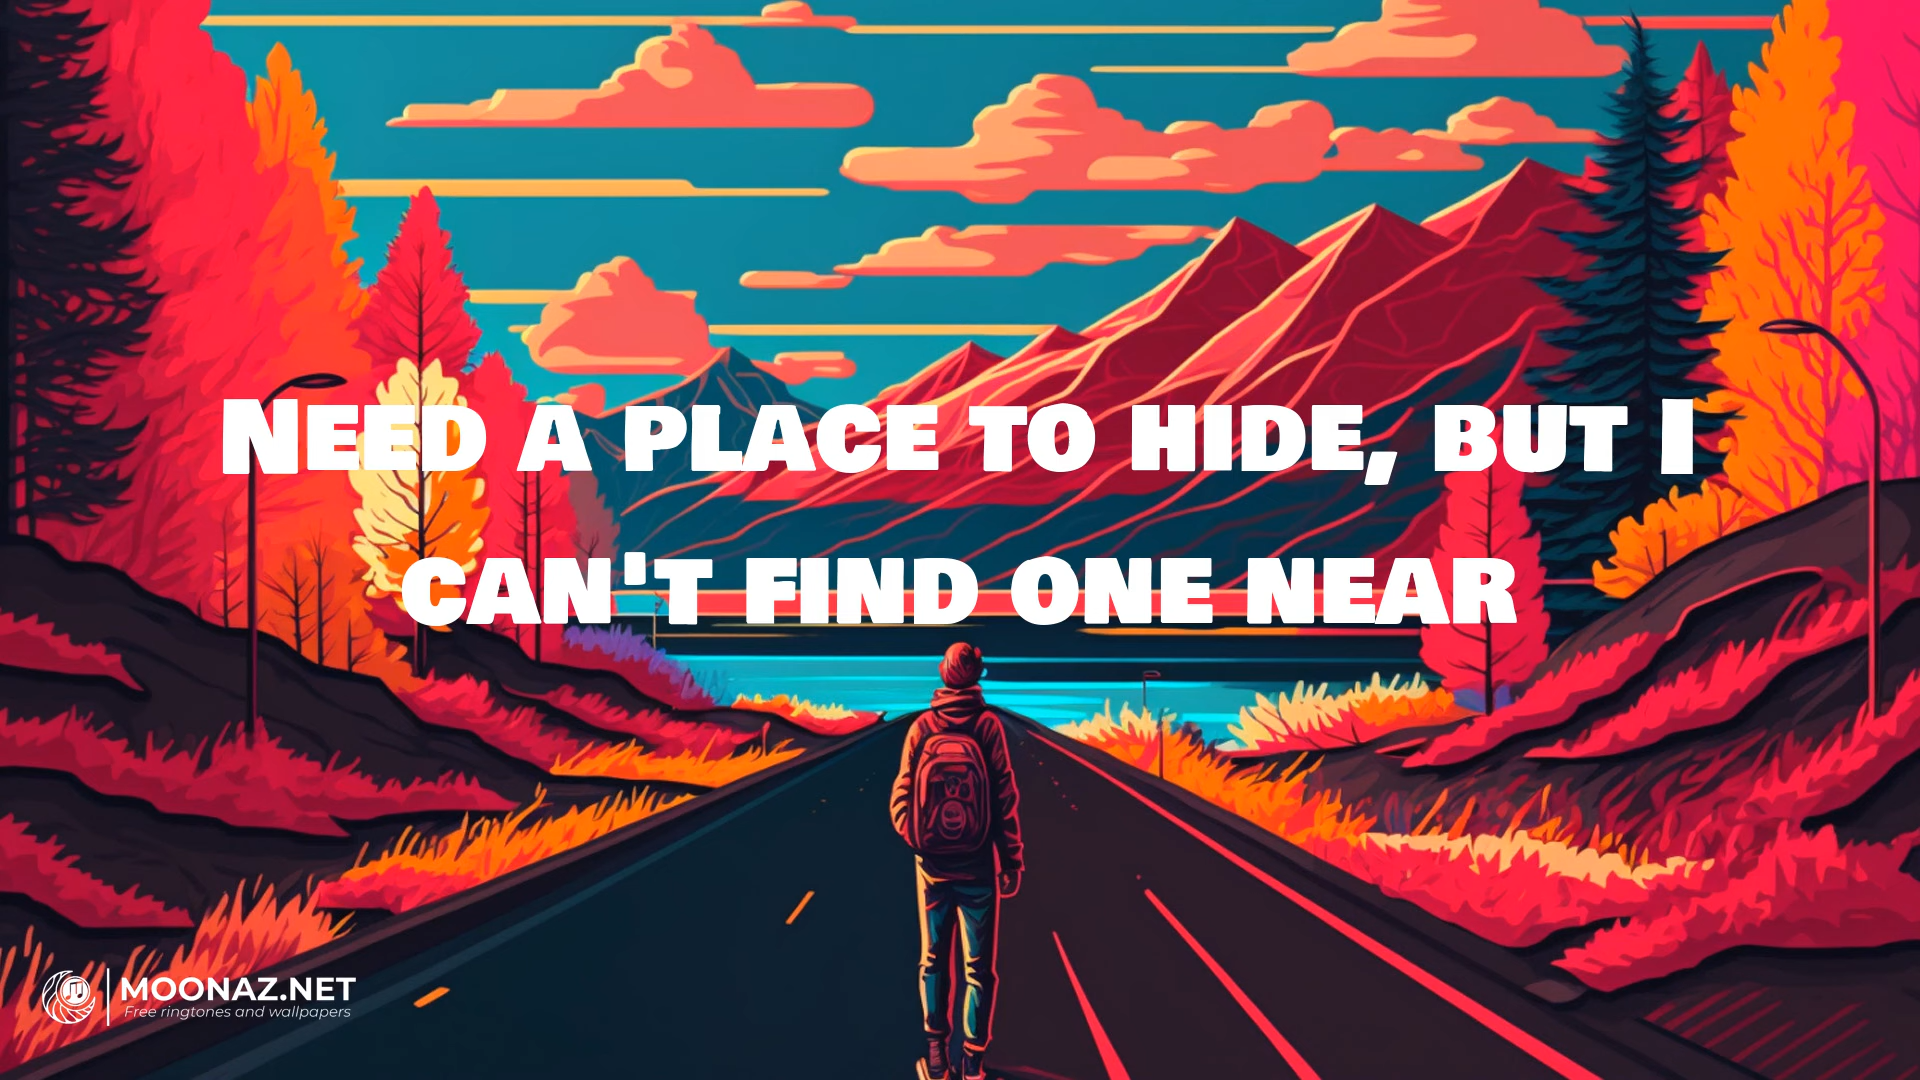 Need a place to hide, but I
can't find one near
MOONAZ.NET
Free ringtones and wallpapers